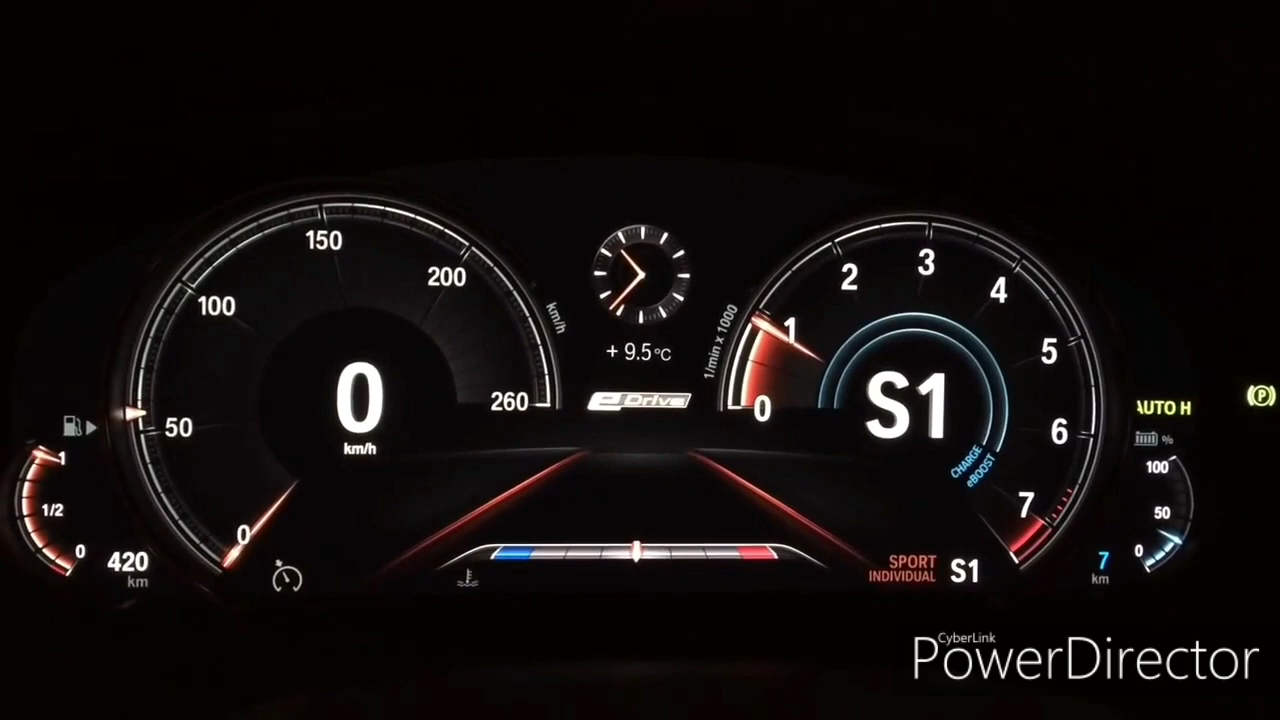 150
200
100
km/h
+ 9.5°C
260
50
0
km/h
0
1
1/2
0
420
km
eDrive
1/min x 1000
0
1
2
3
4
5
6
7
S1
CHARGE
eBOOST
SPORT
INDIVIDUAL
S1
AUTO H
(P)
%
100
50
0
7
km
CyberLink
PowerDirector